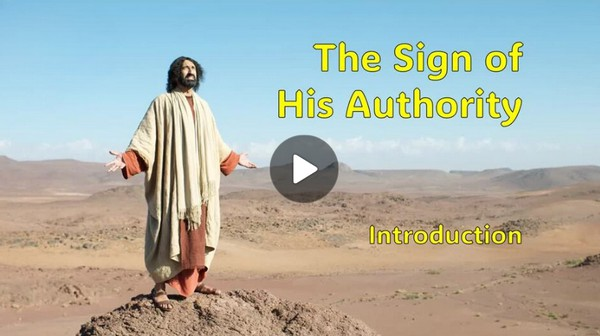 The Sign of
His Authority
Introduction